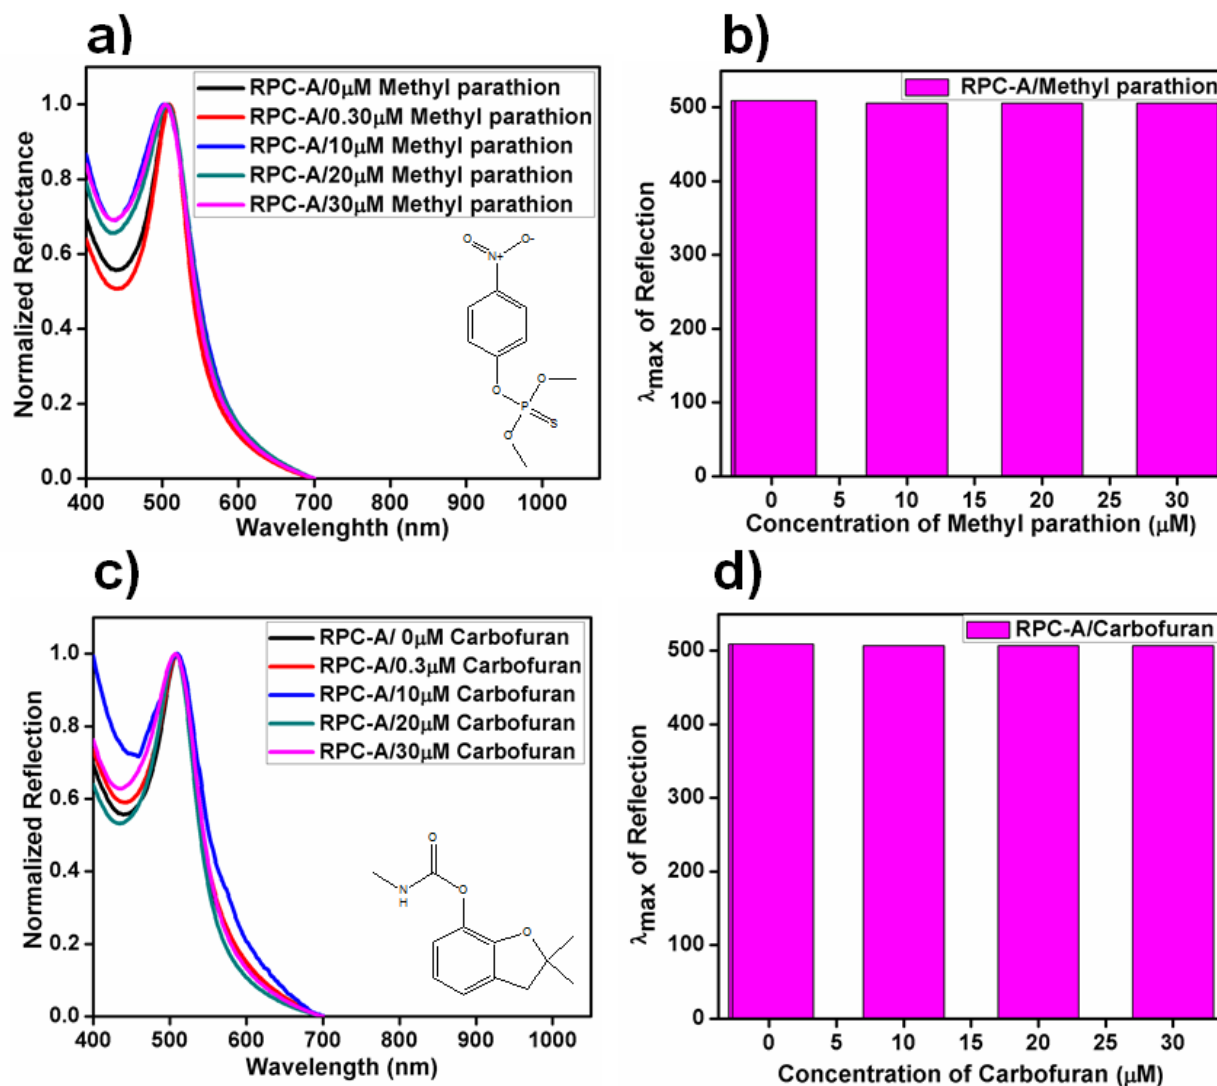 a)
RPC-A/0μM Methyl parathion
RPC-A/0.30μM Methyl parathion
RPC-A/10μM Methyl parathion
RPC-A/20μM Methyl parathion
RPC-A/30μM Methyl parathion
1.0
0.8
0.6
0.4
0.2
0.0
Normalized Reflectance
400 500 600 700 800 900 1000
Wavelenghth (nm)
O
O-
N+
O
O
P
S
O
b)
RPC-A/Methyl parathion
500
400
300
200
100
0
λmax of Reflection
0 5 10 15 20 25 30
Concentration of Methyl parathion (μM)
c)
RPC-A/ 0μM Carbofuran
RPC-A/0.3μM Carbofuran
RPC-A/10μM Carbofuran
RPC-A/20μM Carbofuran
RPC-A/30μM Carbofuran
1.0
0.8
0.6
0.4
0.2
0.0
Normalized Reflection
400 500 600 700 800 900 1000
Wavelenghth (nm)
O
N
H
O
O
d)
RPC-A/Carbofuran
500
400
300
200
100
0
λmax of Reflection
0 5 10 15 20 25 30
Concentration of Carbofuran (μM)